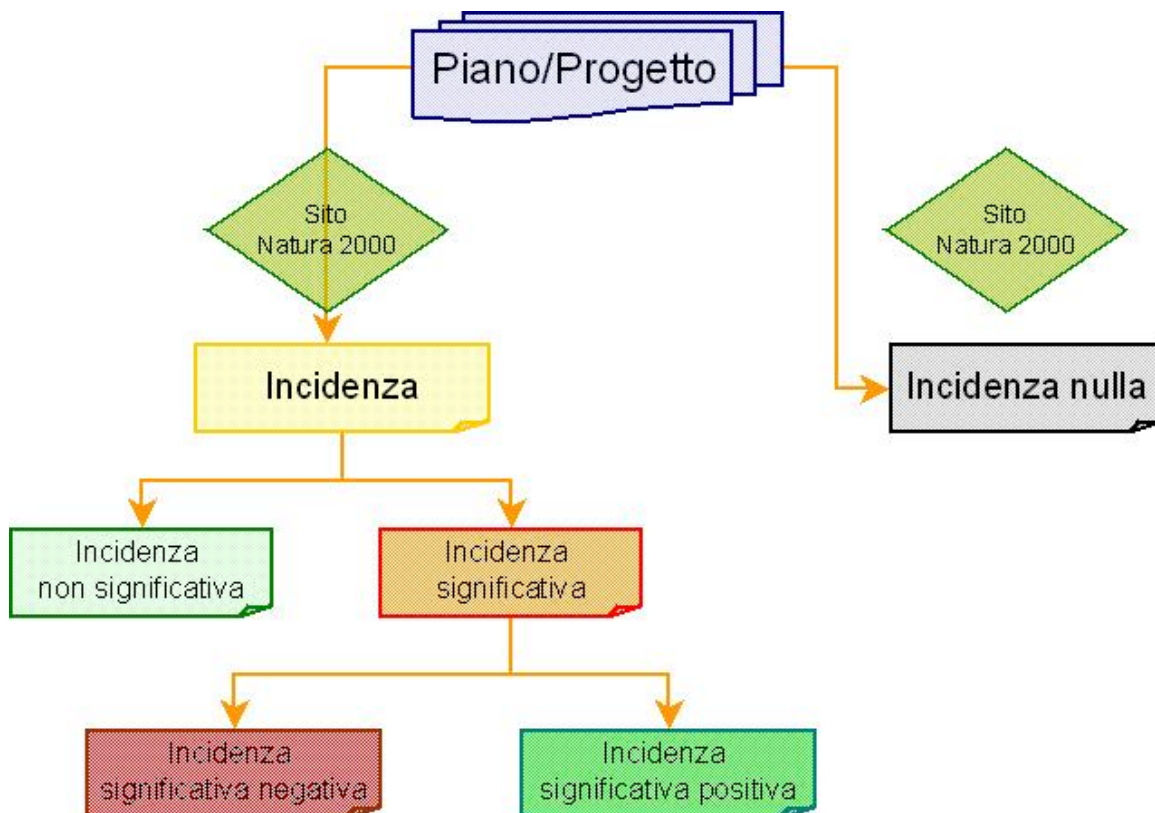 Piano/Progetto
Sito
Natura 2000
Sito
Natura 2000
Incidenza
Incidenza nulla
Incidenza
non significativa
Incidenza
significativa
Incidenza
significativa negativa
Incidenza
significativa positiva